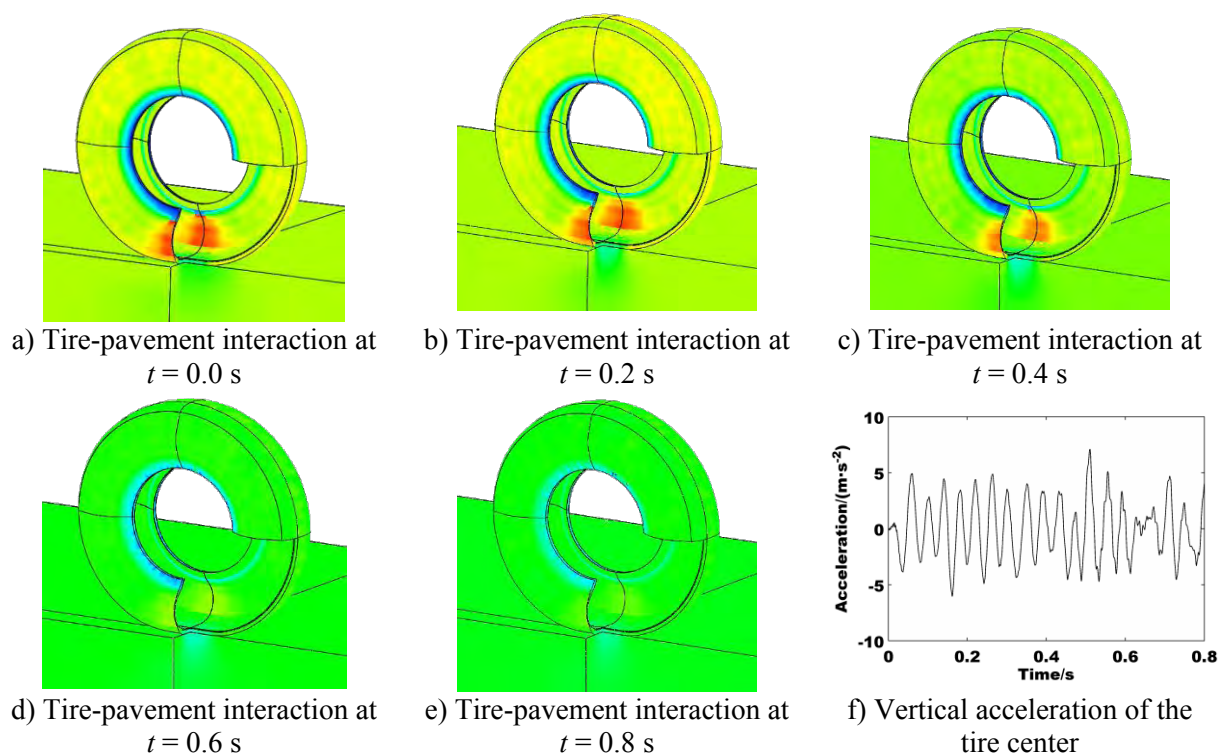 a) Tire-pavement interaction at
t = 0.0 s
b) Tire-pavement interaction at
t = 0.2 s
c) Tire-pavement interaction at
t = 0.4 s
d) Tire-pavement interaction at
t = 0.6 s
e) Tire-pavement interaction at
t = 0.8 s
10
5
0
-5
-10
Acceleration/(m·s⁻²)
0 0.2 0.4 0.6 0.8
Time/s
f) Vertical acceleration of the
tire center